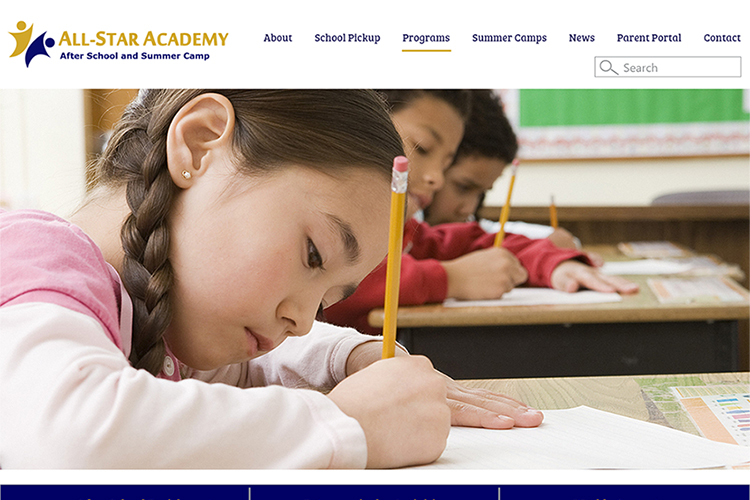 ALL-STAR ACADEMY
After School and Summer Camp
About School Pickup Programs Summer Camps News Parent Portal Contact
Search